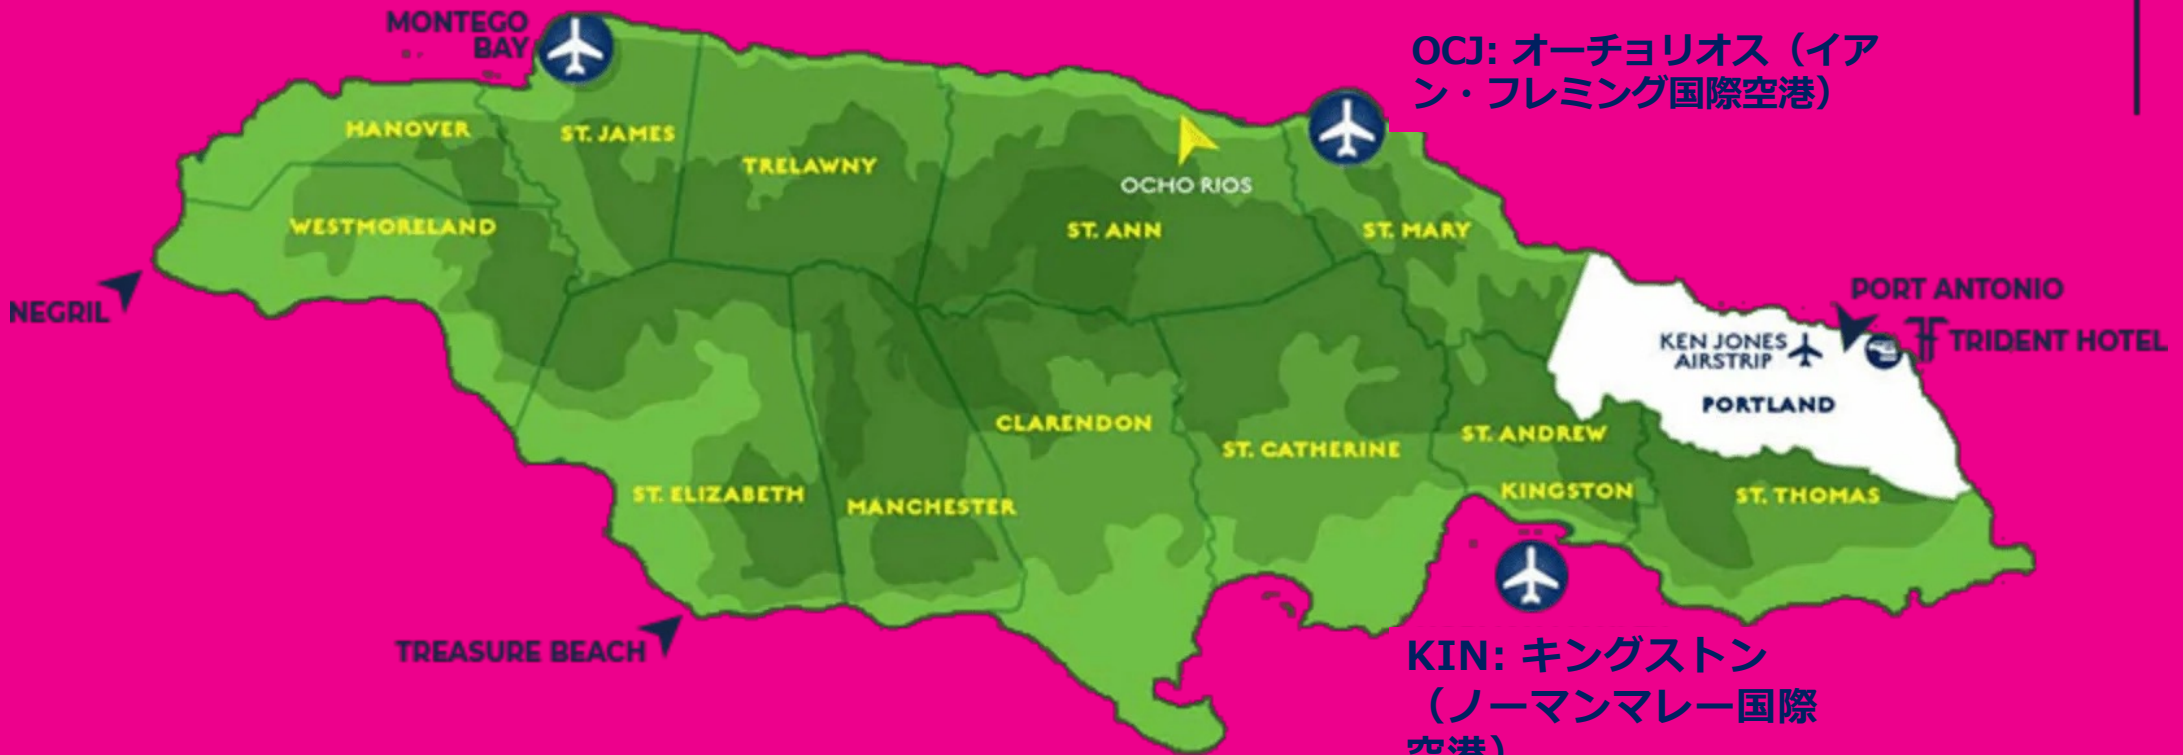 MONTEGO
BAY
OCJ: オーチョリオス（イア
ン・フレミング国際空港）
HANOVER
ST. JAMES
TRELAWNY
OCHO RIOS
WESTMORELAND
ST. ANN
ST. MARY
NEGRIL
PORT ANTONIO
TRIDENT HOTEL
KEN JONES
AIRSTRIP
PORTLAND
CLARENDON
ST. CATHERINE
ST. ANDREW
ST. ELIZABETH
MANCHESTER
KINGSTON
ST. THOMAS
TREASURE BEACH
KIN: キングストン
（ノーマンマレー国際
空港）